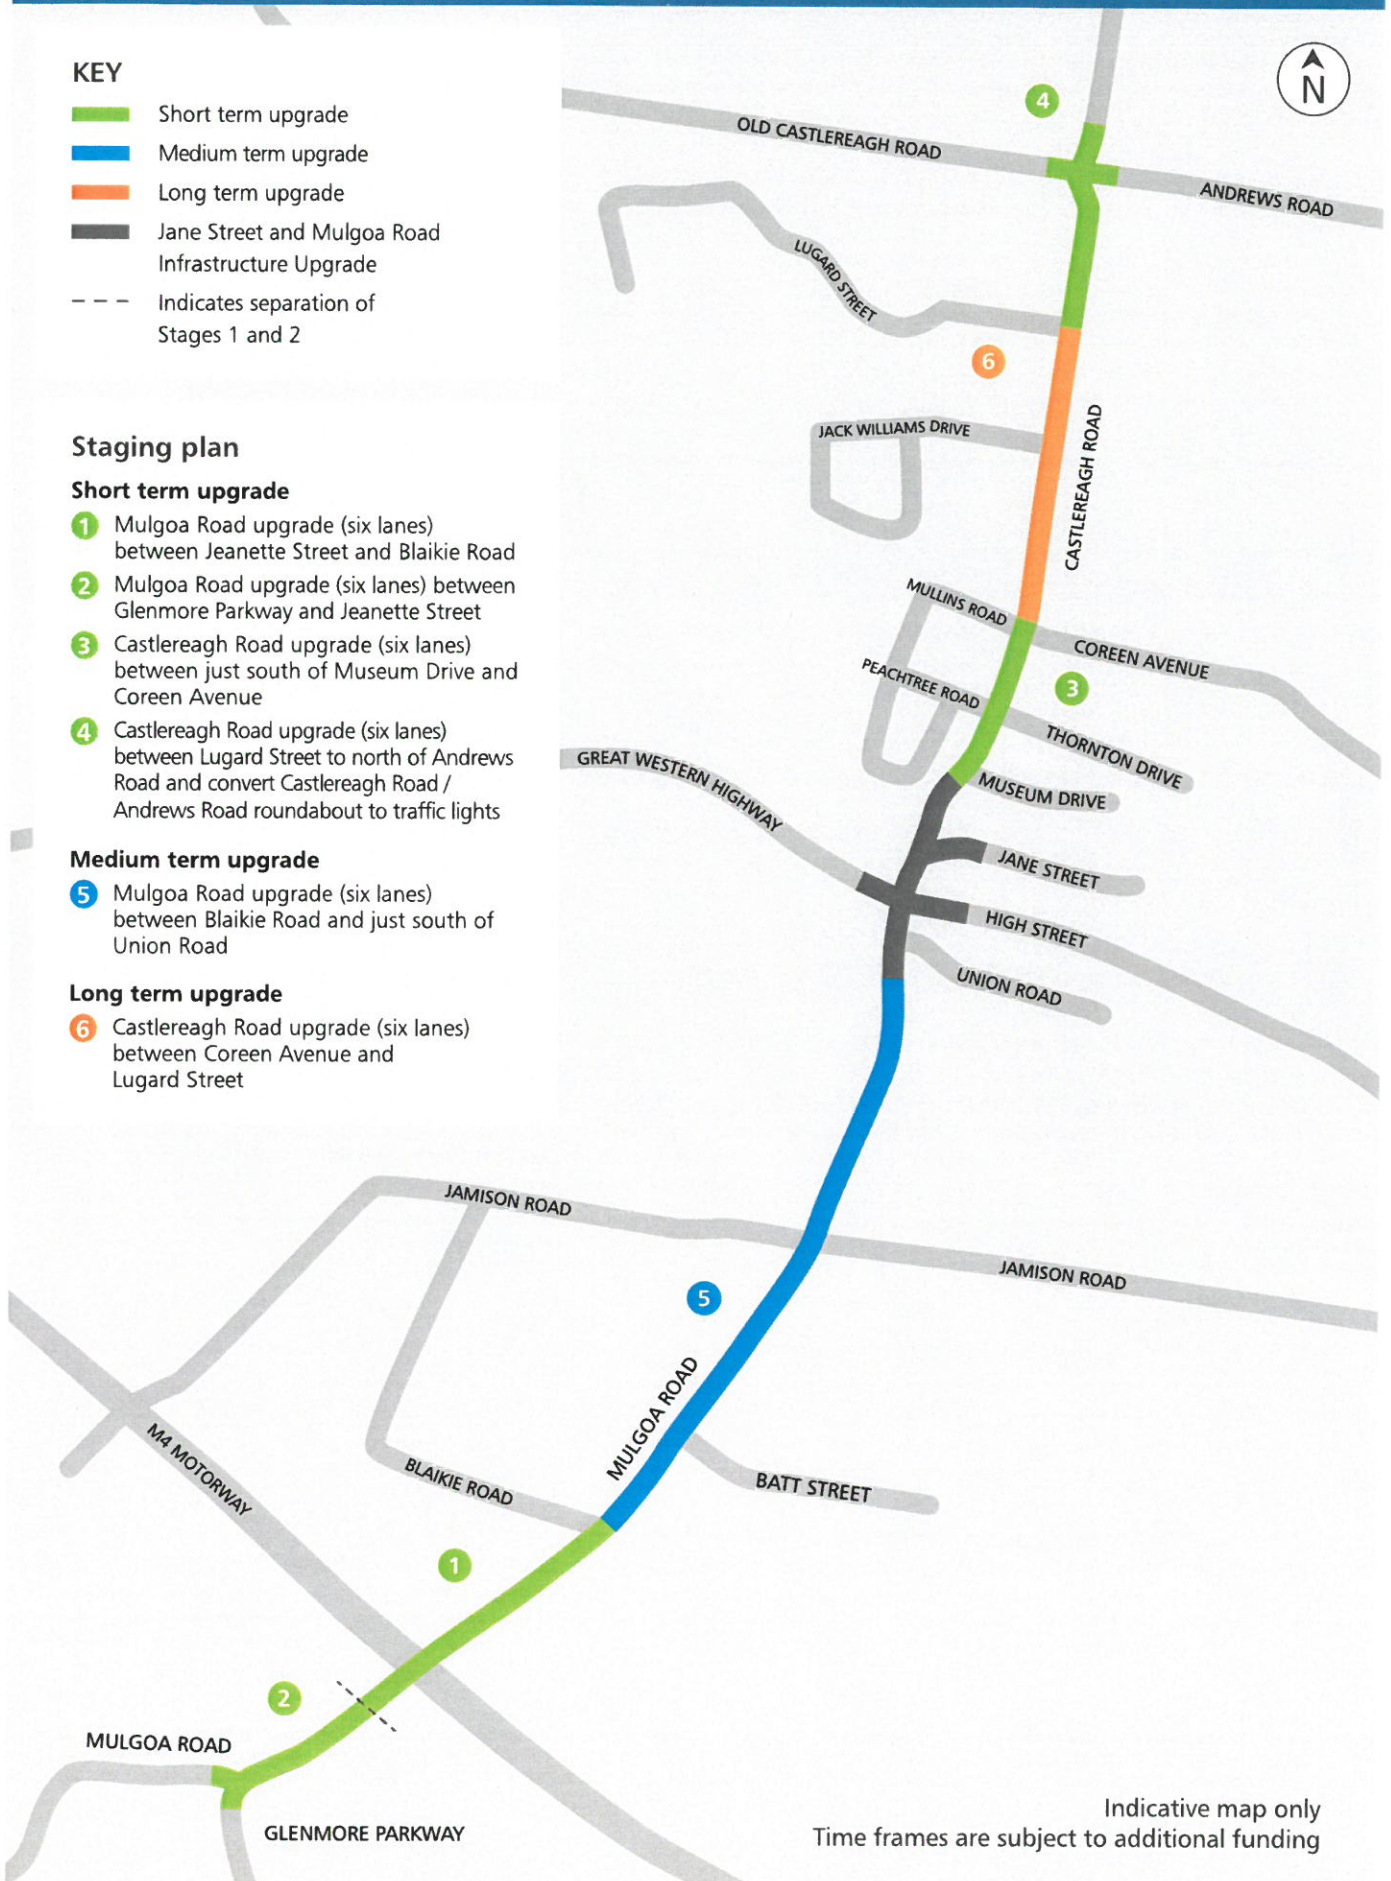 KEY
Short term upgrade
Medium term upgrade
Long term upgrade
Jane Street and Mulgoa Road
Infrastructure Upgrade
Indicates separation of
Stages 1 and 2
Staging plan
Short term upgrade
1 Mulgoa Road upgrade (six lanes)
between Jeanette Street and Blaikie Road
2 Mulgoa Road upgrade (six lanes) between
Glenmore Parkway and Jeanette Street
3 Castlereagh Road upgrade (six lanes)
between just south of Museum Drive and
Coreen Avenue
4 Castlereagh Road upgrade (six lanes)
between Lugard Street to north of Andrews
Road and convert Castlereagh Road /
Andrews Road roundabout to traffic lights
Medium term upgrade
5 Mulgoa Road upgrade (six lanes)
between Blaikie Road and just south of
Union Road
Long term upgrade
6 Castlereagh Road upgrade (six lanes)
between Coreen Avenue and
Lugard Street
N
4
OLD CASTLEREAGH ROAD
ANDREWS ROAD
LUGARD STREET
6
JACK WILLIAMS DRIVE
CASTLEREAGH ROAD
MULLINS ROAD
COREEN AVENUE
3
PEACHTREE ROAD
THORNTON DRIVE
GREAT WESTERN HIGHWAY
MUSEUM DRIVE
JANE STREET
HIGH STREET
UNION ROAD
JAMISON ROAD
JAMISON ROAD
5
MULGOA ROAD
M4 MOTORWAY
BLAIKIE ROAD
BATT STREET
1
2
MULGOA ROAD
GLENMORE PARKWAY
Indicative map only
Time frames are subject to additional funding